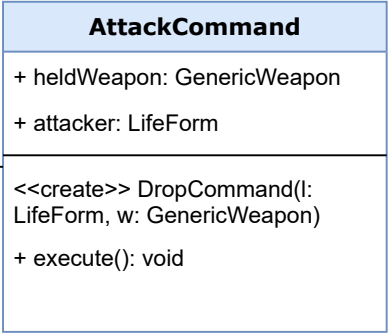 AttackCommand
+ heldWeapon: GenericWeapon
+ attacker: LifeForm
<<create>> DropCommand(l:
LifeForm, w: GenericWeapon)
+ execute(): void